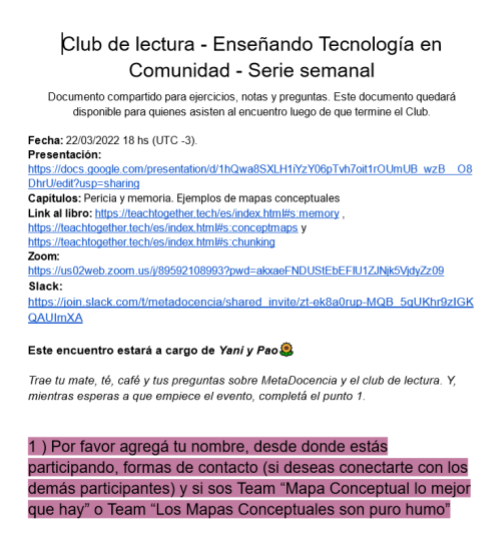 Club de lectura - Enseñando Tecnología en
Comunidad - Serie semanal
Documento compartido para ejercicios, notas y preguntas. Este documento quedará
disponible para quienes asisten al encuentro luego de que termine el Club.
Fecha: 22/03/2022 18 hs (UTC -3).
Presentación:
https://docs.google.com/presentation/d/1hQwa8SXLH1iYzY06pTvh7oit1rOUmUB_wzB__O8
DhrU/edit?usp=sharing
Capítulos: Pericia y memoria. Ejemplos de mapas conceptuales
Link al libro: https://teachtogether.tech/es/index.html#s:memory ,
https://teachtogether.tech/es/index.html#s:conceptmaps y
https://teachtogether.tech/es/index.html#s:chunking
Zoom:
https://us02web.zoom.us/j/89592108993?pwd=akxaeFNDUStEbEFIU1ZJNjk5VjdyZz09
Slack:
https://join.slack.com/t/metadocencia/shared_invite/zt-ek8a0rup-MQB_5gUKhr9zIGK
QAUImXA
Este encuentro estará a cargo de Yani y Pao🌻
Trae tu mate, té, café y tus preguntas sobre MetaDocencia y el club de lectura. Y,
mientras esperas a que empiece el evento, completá el punto 1.
1 ) Por favor agregá tu nombre, desde donde estás
participando, formas de contacto (si deseas conectarte con los
demás participantes) y si sos Team “Mapa Conceptual lo mejor
que hay” o Team “Los Mapas Conceptuales son puro humo”